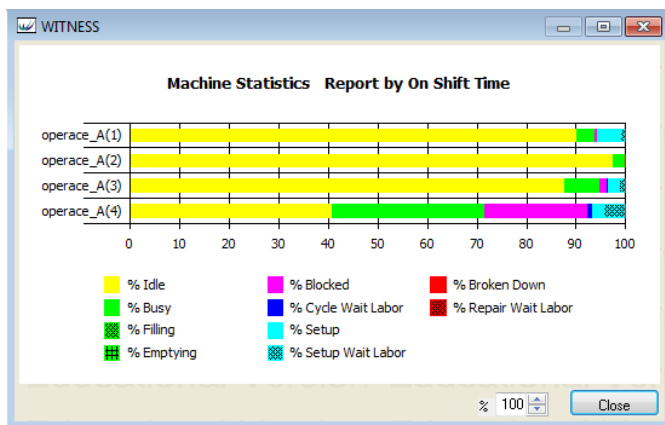 WITNESS
Machine Statistics Report by On Shift Time
operace_A(1)
operace_A(2)
operace_A(3)
operace_A(4)
0 10 20 30 40 50 60 70 80 90 100
% Idle % Blocked % Broken Down
% Busy % Cycle Wait Labor % Repair Wait Labor
% Filling % Setup
% Emptying % Setup Wait Labor
% 100 Close